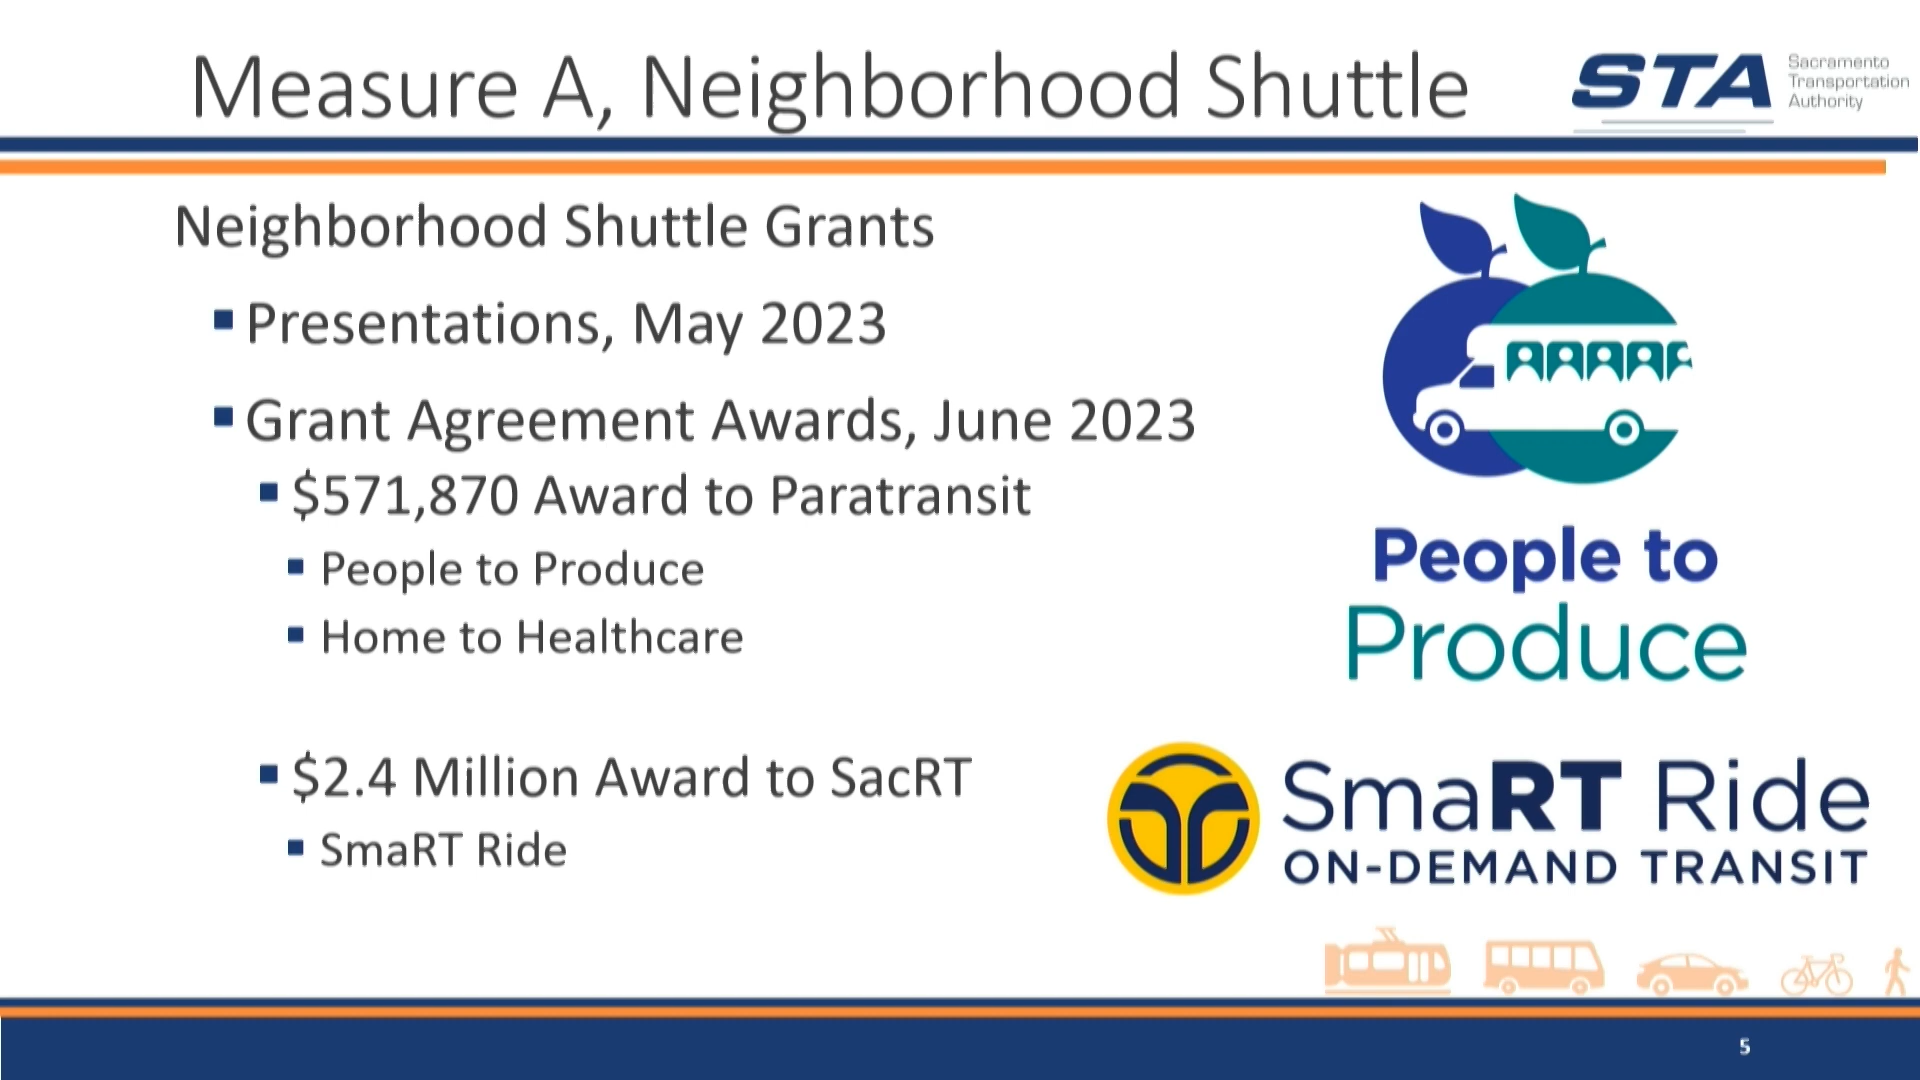 Measure A, Neighborhood Shuttle
STA
Sacramento
Transportation
Authority
Neighborhood Shuttle Grants
Presentations, May 2023
Grant Agreement Awards, June 2023
$571,870 Award to Paratransit
People to Produce
Home to Healthcare
$2.4 Million Award to SacRT
SmaRT Ride
People to
Produce
SmaRT Ride
ON-DEMAND TRANSIT
5